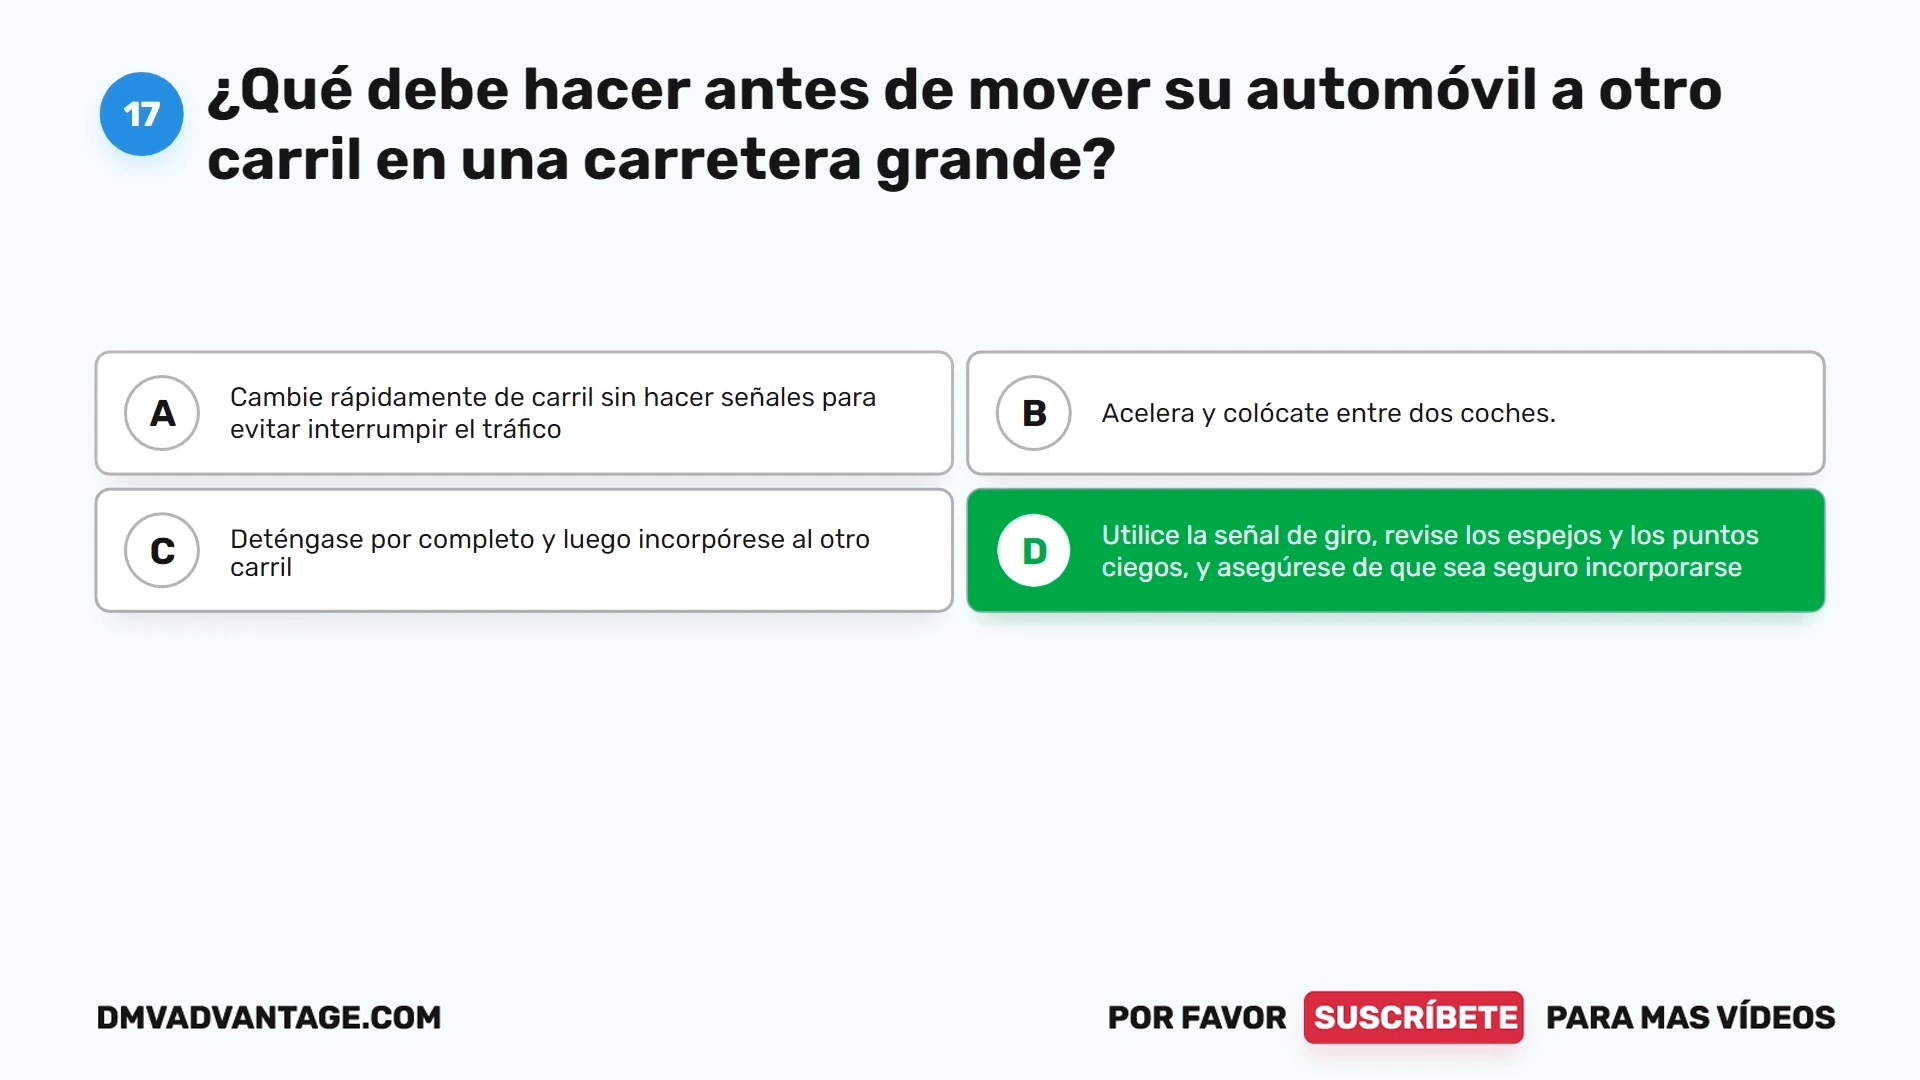 17
¿Qué debe hacer antes de mover su automóvil a otro
carril en una carretera grande?
A
Cambie rápidamente de carril sin hacer señales para
evitar interrumpir el tráfico
B
Acelera y colócate entre dos coches.
C
Deténgase por completo y luego incorpórese al otro
carril
D
Utilice la señal de giro, revise los espejos y los puntos
ciegos, y asegúrese de que sea seguro incorporarse
DMVADVANTAGE.COM
POR FAVOR SUSCRÍBETE PARA MAS VÍDEOS